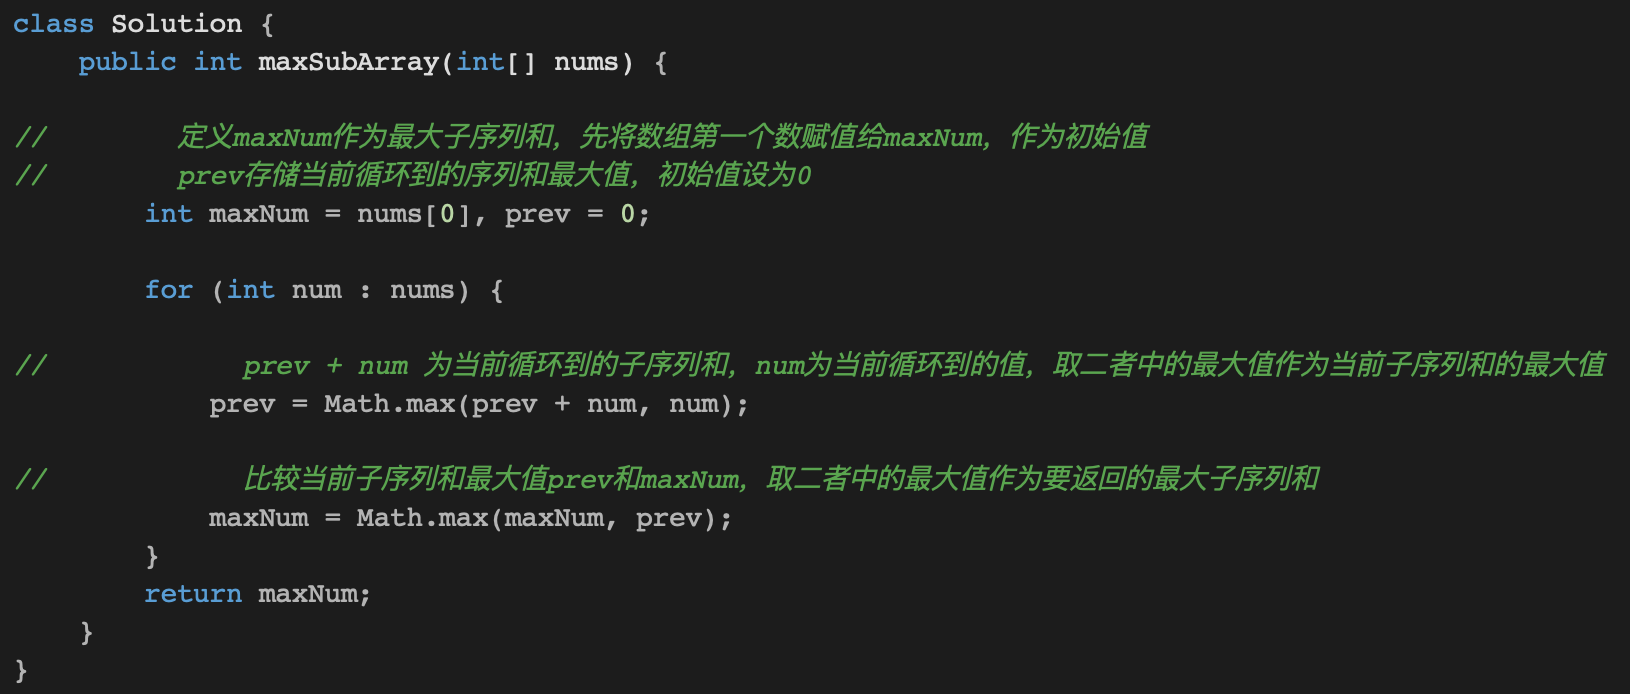 class Solution {
    public int maxSubArray(int[] nums) {
//        定义maxNum作为最大子序列和，先将数组第一个数赋值给maxNum，作为初始值
//        prev存储当前循环到的序列和最大值，初始值设为0
        int maxNum = nums[0], prev = 0;
        for (int num : nums) {
//            prev + num 为当前循环到的子序列和，num为当前循环到的值，取二者中的最大值作为当前子序列和的最大值
            prev = Math.max(prev + num, num);
//            比较当前子序列和最大值prev和maxNum，取二者中的最大值作为要返回的最大子序列和
            maxNum = Math.max(maxNum, prev);
        }
        return maxNum;
    }
}